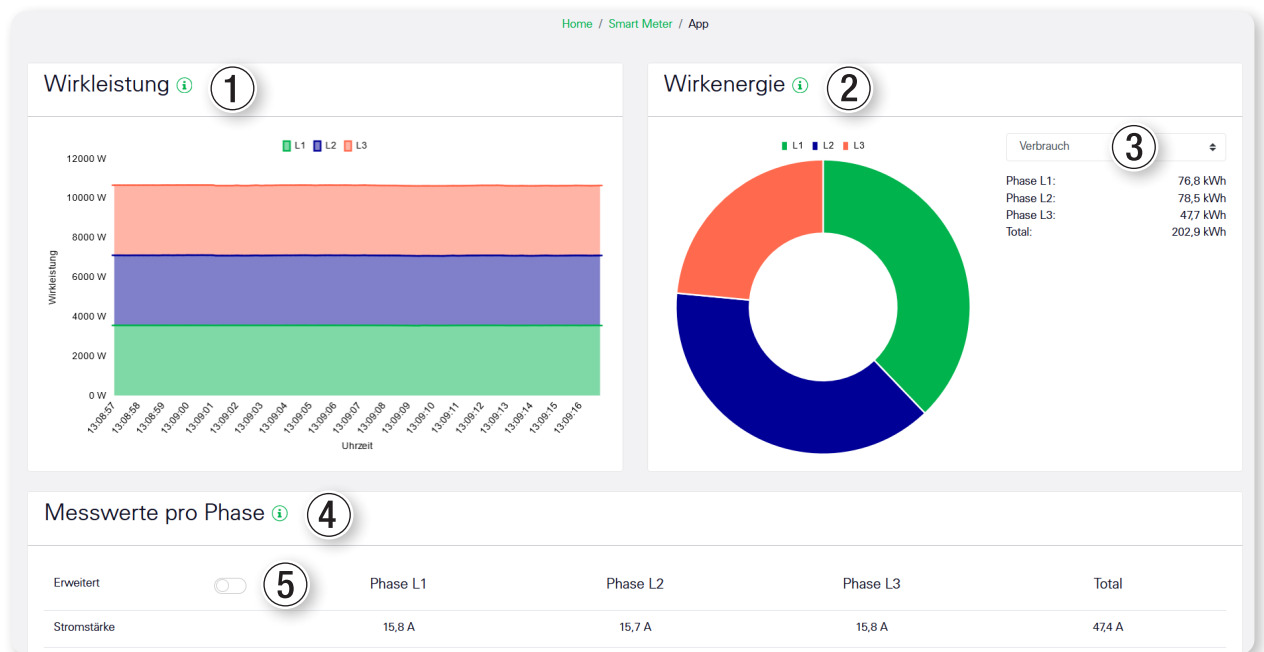 Home / Smart Meter / App
Wirkleistung i 1
L1 L2 L3
12000 W
10000 W
8000 W
6000 W
4000 W
2000 W
0 W
Wirkleistung
13:08:57 13:08:58 13:08:59 13:09:00 13:09:01 13:09:02 13:09:03 13:09:04 13:09:05 13:09:06 13:09:07 13:09:08 13:09:09 13:09:10 13:09:11 13:09:12 13:09:13 13:09:14 13:09:15 13:09:16
Uhrzeit
Wirkenergie i 2
L1 L2 L3
Verbrauch 3
Phase L1: 76,8 kWh
Phase L2: 78,5 kWh
Phase L3: 47,7 kWh
Total: 202,9 kWh
Messwerte pro Phase i 4
Erweitert 5 Phase L1 Phase L2 Phase L3 Total
Stromstärke 15,8 A 15,7 A 15,8 A 47,4 A